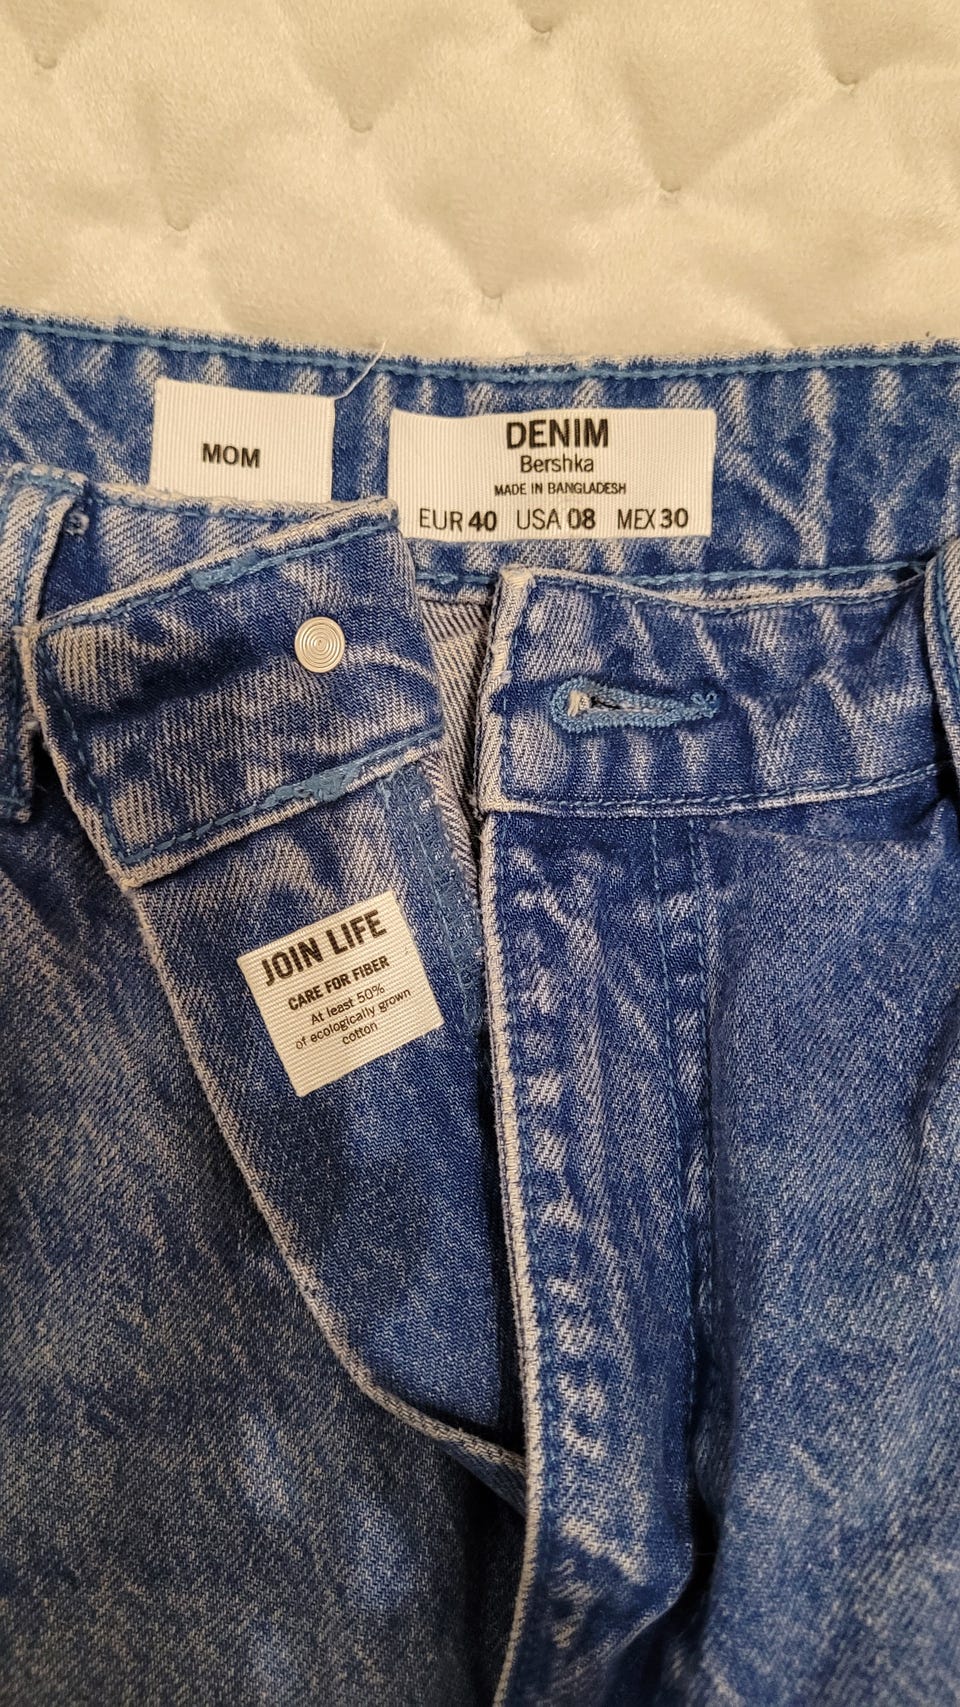 MOM
DENIM
Bershka
MADE IN BANGLADESH
EUR 40 USA 08 MEX 30
JOIN LIFE
CARE FOR FIBER
At least 50%
of ecologically grown
cotton